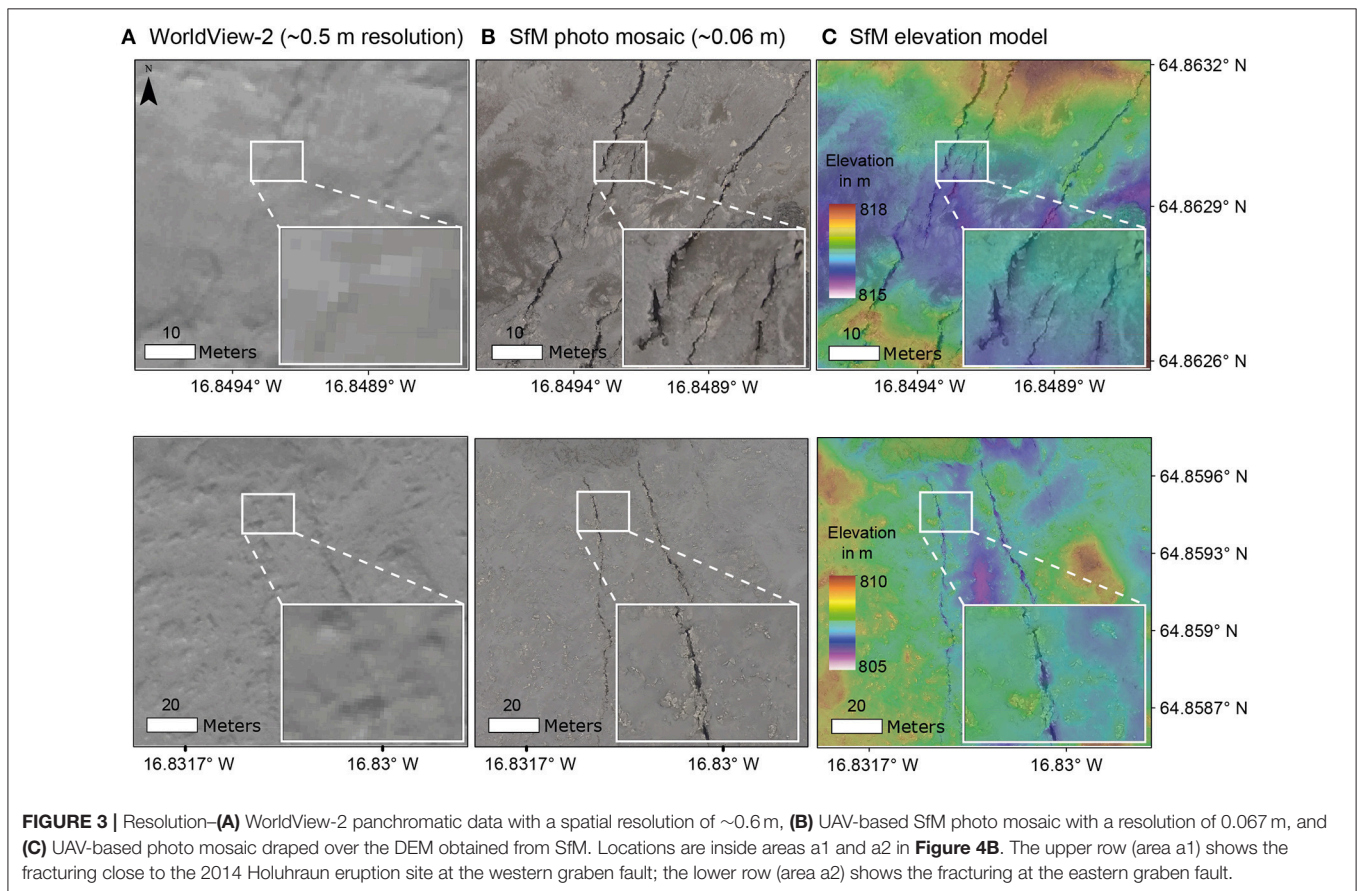 A WorldView-2 (~0.5 m resolution)
B SfM photo mosaic (~0.06 m)
C SfM elevation model
N
10
Meters
10
Meters
Elevation
in m
818
815
10
Meters
64.8632° N
64.8629° N
64.8626° N
16.8494° W
16.8489° W
16.8494° W
16.8489° W
16.8494° W
16.8489° W
20
Meters
20
Meters
Elevation
in m
810
805
20
Meters
64.8596° N
64.8593° N
64.859° N
64.8587° N
16.8317° W
16.83° W
16.8317° W
16.83° W
16.8317° W
16.83° W
FIGURE 3 | Resolution–(A) WorldView-2 panchromatic data with a spatial resolution of ∼0.6 m, (B) UAV-based SfM photo mosaic with a resolution of 0.067 m, and
(C) UAV-based photo mosaic draped over the DEM obtained from SfM. Locations are inside areas a1 and a2 in Figure 4B. The upper row (area a1) shows the
fracturing close to the 2014 Holuhraun eruption site at the western graben fault; the lower row (area a2) shows the fracturing at the eastern graben fault.